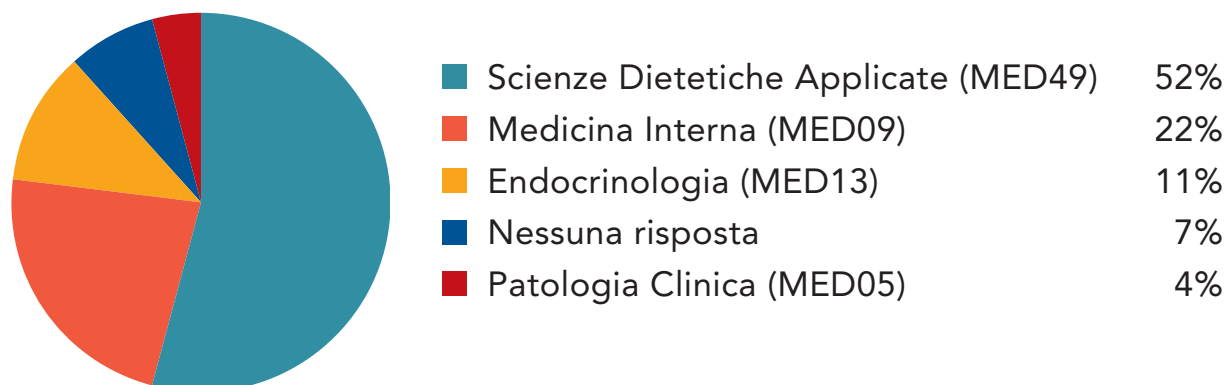 Scienze Dietetiche Applicate (MED49) 52%
Medicina Interna (MED09) 22%
Endocrinologia (MED13) 11%
Nessuna risposta 7%
Patologia Clinica (MED05) 4%